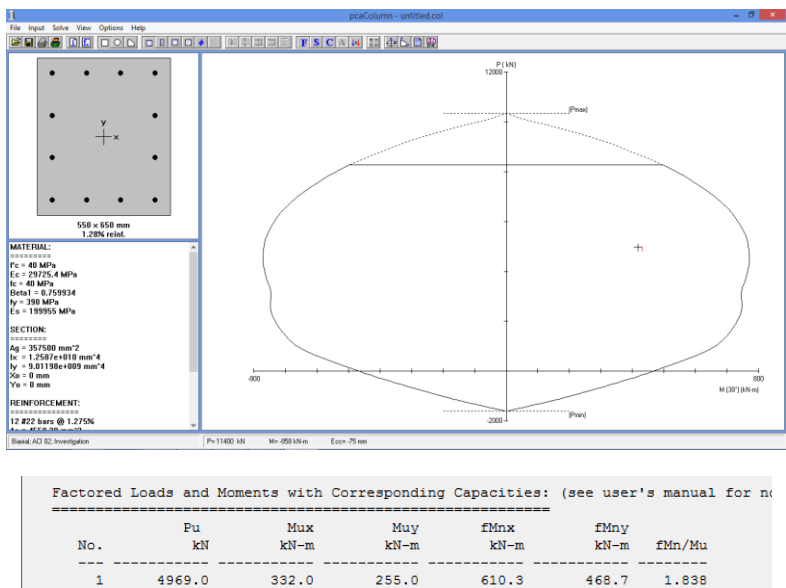 pcaColumn - untitled.col
File Input Solve View Options Help
F S C
P ( kN)
12000
(Pmax)
y
x
1
550 x 650 mm
1.28% reinf.
MATERIAL:
=========
f'c = 40 MPa
Ec = 29725.4 MPa
fc = 40 MPa
Beta1 = 0.759934
fy = 390 MPa
Es = 199955 MPa
SECTION:
========
Ag = 357500 mm^2
Ix = 1.2587e+010 mm^4
Iy = 9.01198e+009 mm^4
Xo = 0 mm
Yo = 0 mm
REINFORCEMENT:
==============
12 #22 bars @ 1.275%
-800
800
M (38°) (kN-m)
-2000
(Pmin)
Biaxial; ACI 02; Investigation P= 11400 kN M= -858 kN-m Ecc= -75 mm
Factored Loads and Moments with Corresponding Capacities: (see user's manual for no
Pu Mux Muy fMnx fMny
No. kN kN-m kN-m kN-m kN-m fMn/Mu
1 4969.0 332.0 255.0 610.3 468.7 1.838